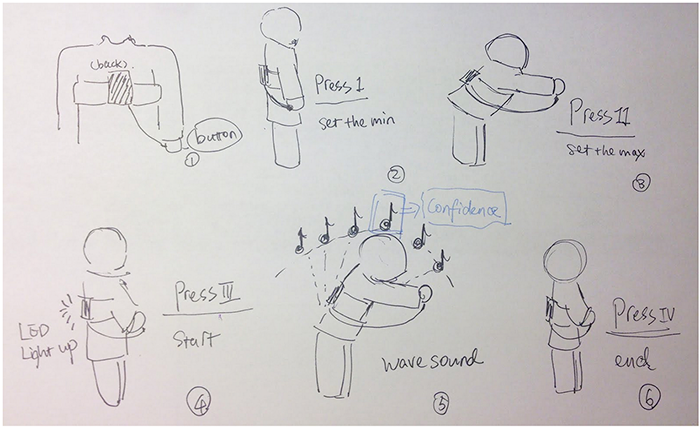 (back)
button
①
Press I
set the min
②
Press II
set the max
③
LED
Light up
Press III
start
④
Confidence
wave sound
⑤
Press IV
end
⑥